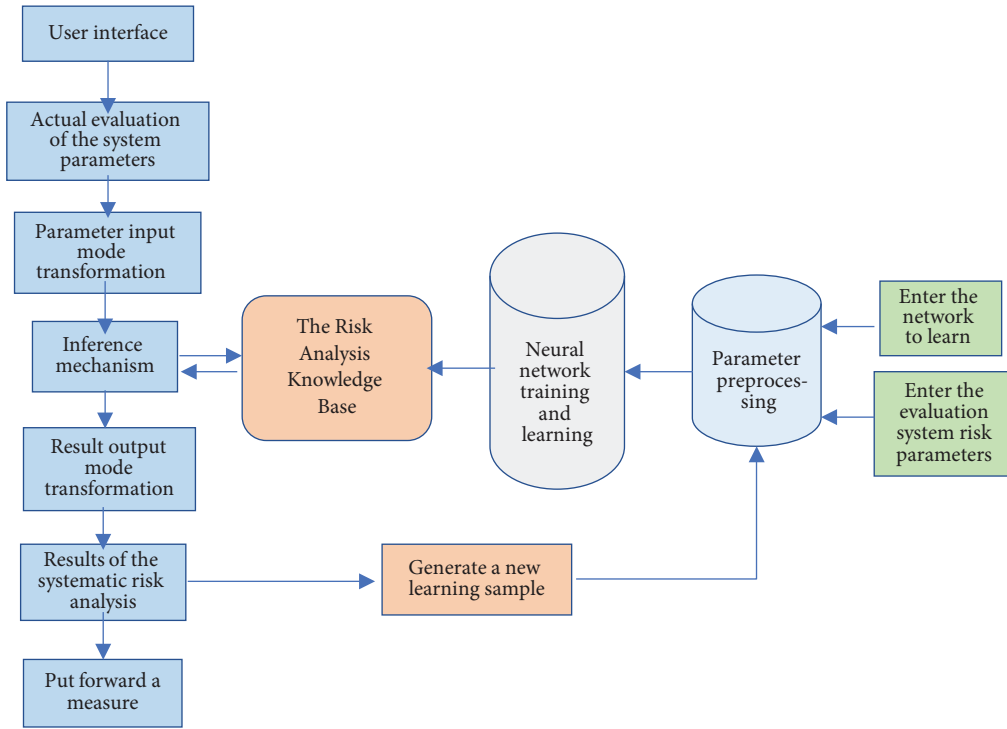 User interface
Actual evaluation
of the system
parameters
Parameter input
mode
transformation
Inference
mechanism
Result output
mode
transformation
Results of the
systematic risk
analysis
Put forward a
measure
The Risk
Analysis
Knowledge
Base
Generate a new
learning sample
Neural
network
training
and
learning
Parameter
preproces-
sing
Enter the
network
to learn
Enter the
evaluation
system risk
parameters